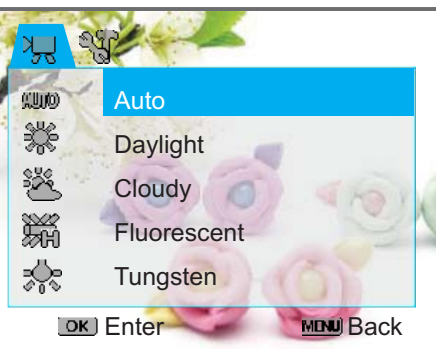 AUTO Auto
Daylight
Cloudy
H Fluorescent
Tungsten
OK Enter MENU Back